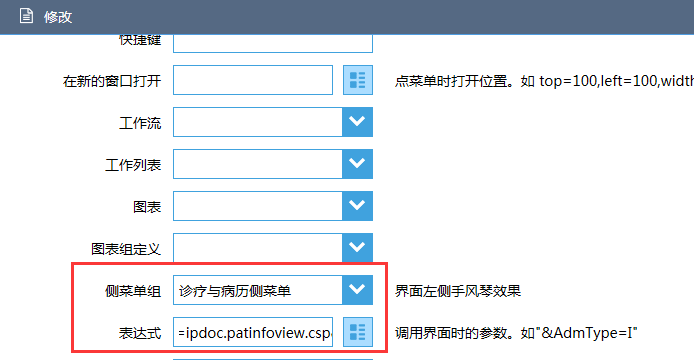 修改
快捷键
在新的窗口打开 点菜单时打开位置。如 top=100,left=100,width
工作流
工作列表
图表
图表组定义
侧菜单组 诊疗与病历侧菜单 界面左侧手风琴效果
表达式 =ipdoc.patinfoview.csp 调用界面时的参数。如"&AdmType=I"